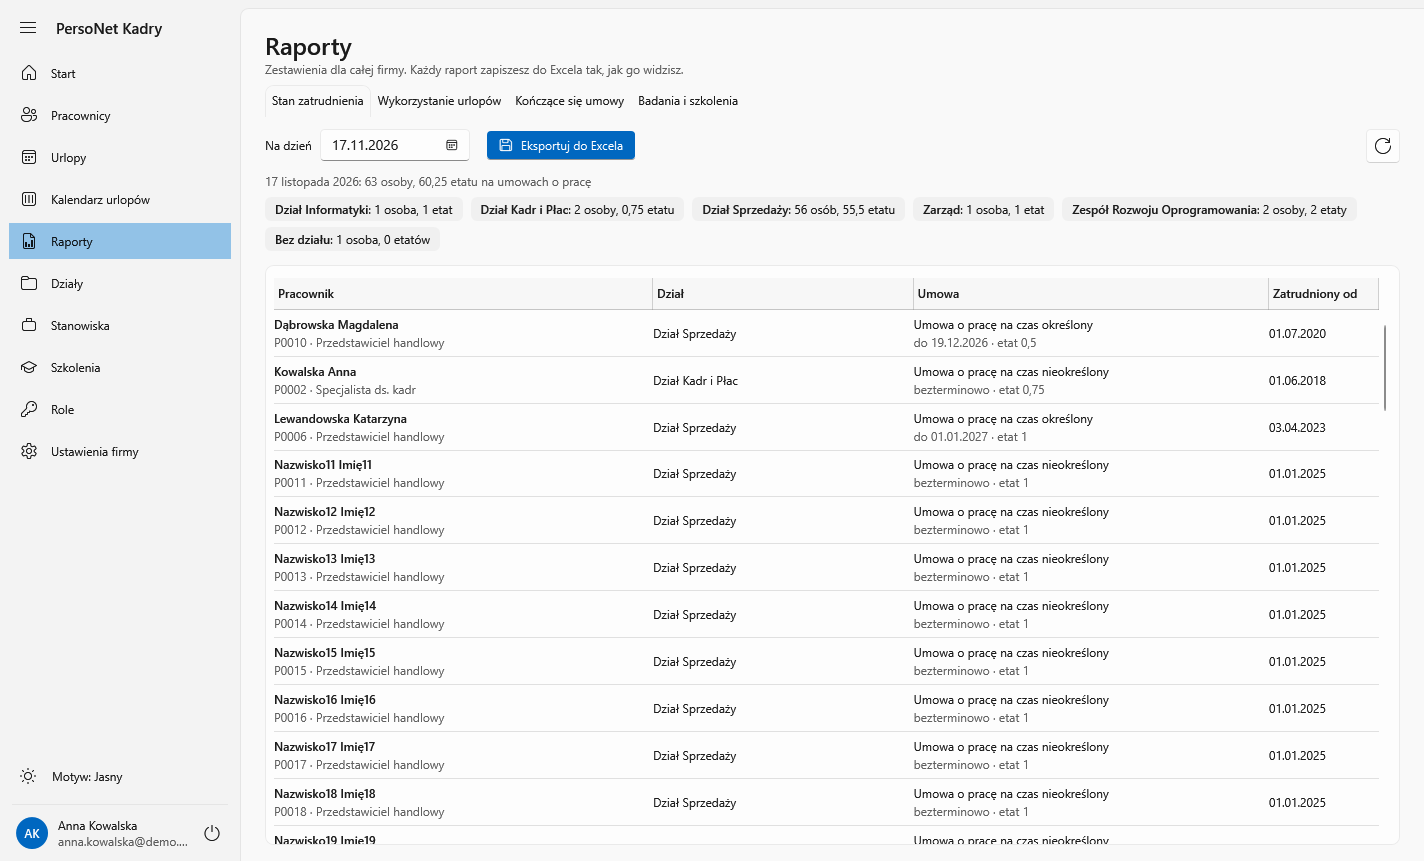 PersoNet Kadry
Start
Pracownicy
Urlopy
Kalendarz urlopów
Raporty
Działy
Stanowiska
Szkolenia
Role
Ustawienia firmy
Motyw: Jasny
AK
Anna Kowalska
anna.kowalska@demo....
Raporty
Zestawienia dla całej firmy. Każdy raport zapiszesz do Excela tak, jak go widzisz.
Stan zatrudnienia Wykorzystanie urlopów Kończące się umowy Badania i szkolenia
Na dzień 17.11.2026 Eksportuj do Excela
17 listopada 2026: 63 osoby, 60,25 etatu na umowach o pracę
Dział Informatyki: 1 osoba, 1 etat Dział Kadr i Płac: 2 osoby, 0,75 etatu Dział Sprzedaży: 56 osób, 55,5 etatu Zarząd: 1 osoba, 1 etat Zespół Rozwoju Oprogramowania: 2 osoby, 2 etaty
Bez działu: 1 osoba, 0 etatów
Pracownik Dział Umowa Zatrudniony od
Dąbrowska Magdalena Umowa o pracę na czas określony
Dział Sprzedaży 01.07.2020
P0010 · Przedstawiciel handlowy do 19.12.2026 · etat 0,5
Kowalska Anna Umowa o pracę na czas nieokreślony
Dział Kadr i Płac 01.06.2018
P0002 · Specjalista ds. kadr bezterminowo · etat 0,75
Lewandowska Katarzyna Umowa o pracę na czas określony
Dział Sprzedaży 03.04.2023
P0006 · Przedstawiciel handlowy do 01.01.2027 · etat 1
Nazwisko11 Imię11 Umowa o pracę na czas nieokreślony
Dział Sprzedaży 01.01.2025
P0011 · Przedstawiciel handlowy bezterminowo · etat 1
Nazwisko12 Imię12 Umowa o pracę na czas nieokreślony
Dział Sprzedaży 01.01.2025
P0012 · Przedstawiciel handlowy bezterminowo · etat 1
Nazwisko13 Imię13 Umowa o pracę na czas nieokreślony
Dział Sprzedaży 01.01.2025
P0013 · Przedstawiciel handlowy bezterminowo · etat 1
Nazwisko14 Imię14 Umowa o pracę na czas nieokreślony
Dział Sprzedaży 01.01.2025
P0014 · Przedstawiciel handlowy bezterminowo · etat 1
Nazwisko15 Imię15 Umowa o pracę na czas nieokreślony
Dział Sprzedaży 01.01.2025
P0015 · Przedstawiciel handlowy bezterminowo · etat 1
Nazwisko16 Imię16 Umowa o pracę na czas nieokreślony
Dział Sprzedaży 01.01.2025
P0016 · Przedstawiciel handlowy bezterminowo · etat 1
Nazwisko17 Imię17 Umowa o pracę na czas nieokreślony
Dział Sprzedaży 01.01.2025
P0017 · Przedstawiciel handlowy bezterminowo · etat 1
Nazwisko18 Imię18 Umowa o pracę na czas nieokreślony
Dział Sprzedaży 01.01.2025
P0018 · Przedstawiciel handlowy bezterminowo · etat 1
Nazwisko19 Imię19 Umowa o pracę na czas nieokreślony